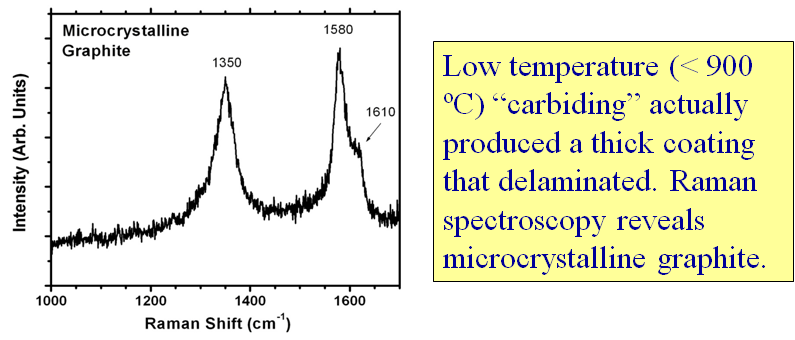 Microcrystalline
Graphite
1350
1580
1610
Intensity (Arb. Units)
1000
1200
1400
1600
Raman Shift (cm⁻¹)
Low temperature (< 900
ºC) “carbiding” actually
produced a thick coating
that delaminated. Raman
spectroscopy reveals
microcrystalline graphite.